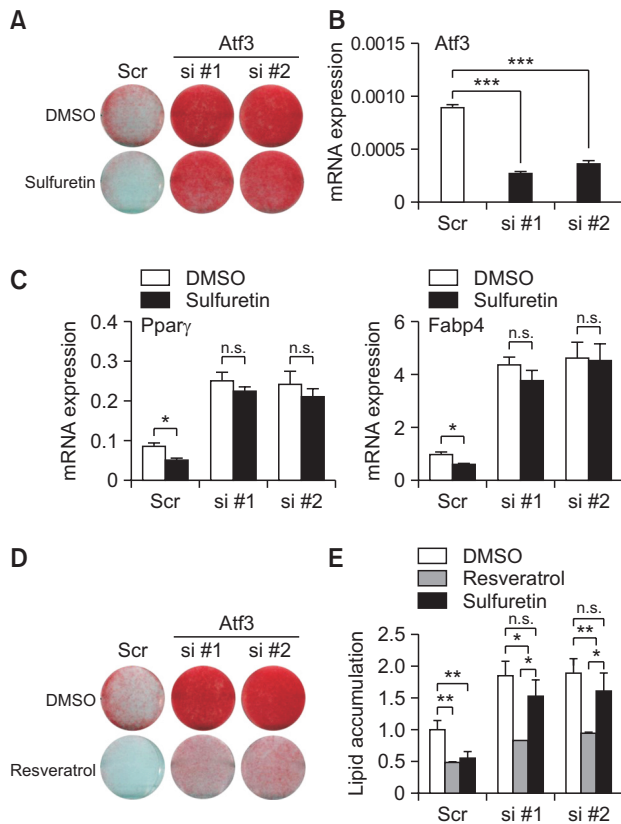 A
Atf3
Scr si #1 si #2
DMSO
Sulfuretin
B
Atf3
mRNA expression
0.0015
0.0010
0.0005
0
***
***
Scr si #1 si #2
C
DMSO
Sulfuretin
Pparγ
mRNA expression
0.4
0.3
0.2
0.1
0
*
n.s.
n.s.
Scr si #1 si #2
DMSO
Sulfuretin
Fabp4
mRNA expression
6
4
2
0
*
n.s.
n.s.
Scr si #1 si #2
D
Atf3
Scr si #1 si #2
DMSO
Resveratrol
E
DMSO
Resveratrol
Sulfuretin
Lipid accumulation
2.5
2.0
1.5
1.0
0.5
0
**
**
n.s.
*
*
n.s.
**
*
Scr si #1 si #2